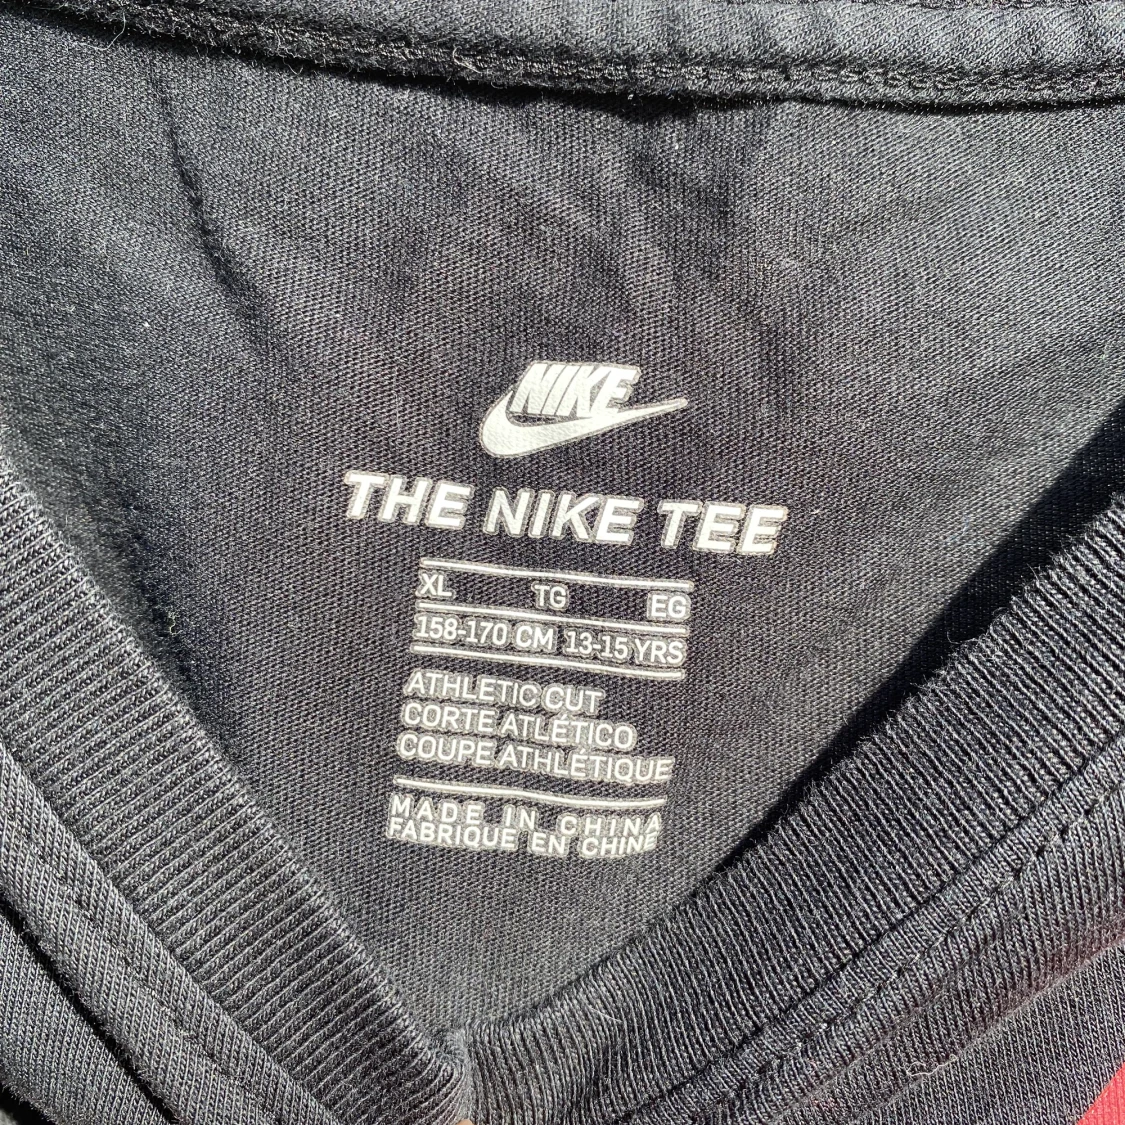 NIKE
THE NIKE TEE
XL TG EG
158-170 CM 13-15 YRS
ATHLETIC CUT
CORTE ATLÉTICO
COUPE ATHLÉTIQUE
MADE IN CHINA
FABRIQUE EN CHINE